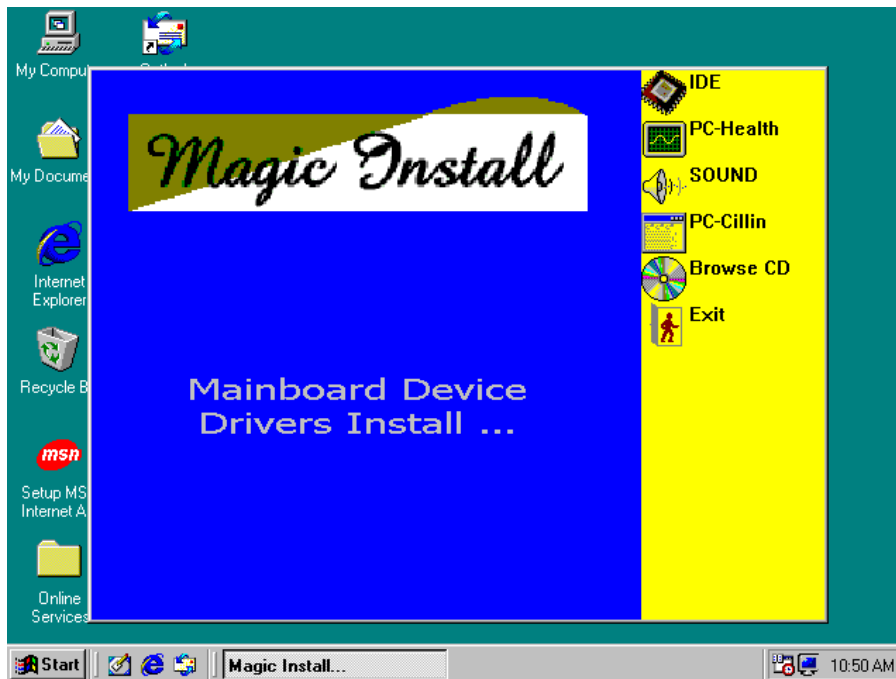 My Compu
My Docume
Internet
Explorer
Recycle B
msn
Setup MS
Internet A
Online
Services
Magic Install
Mainboard Device
Drivers Install ...
IDE
PC-Health
SOUND
PC-Cillin
Browse CD
Exit
Start
Magic Install...
10:50 AM